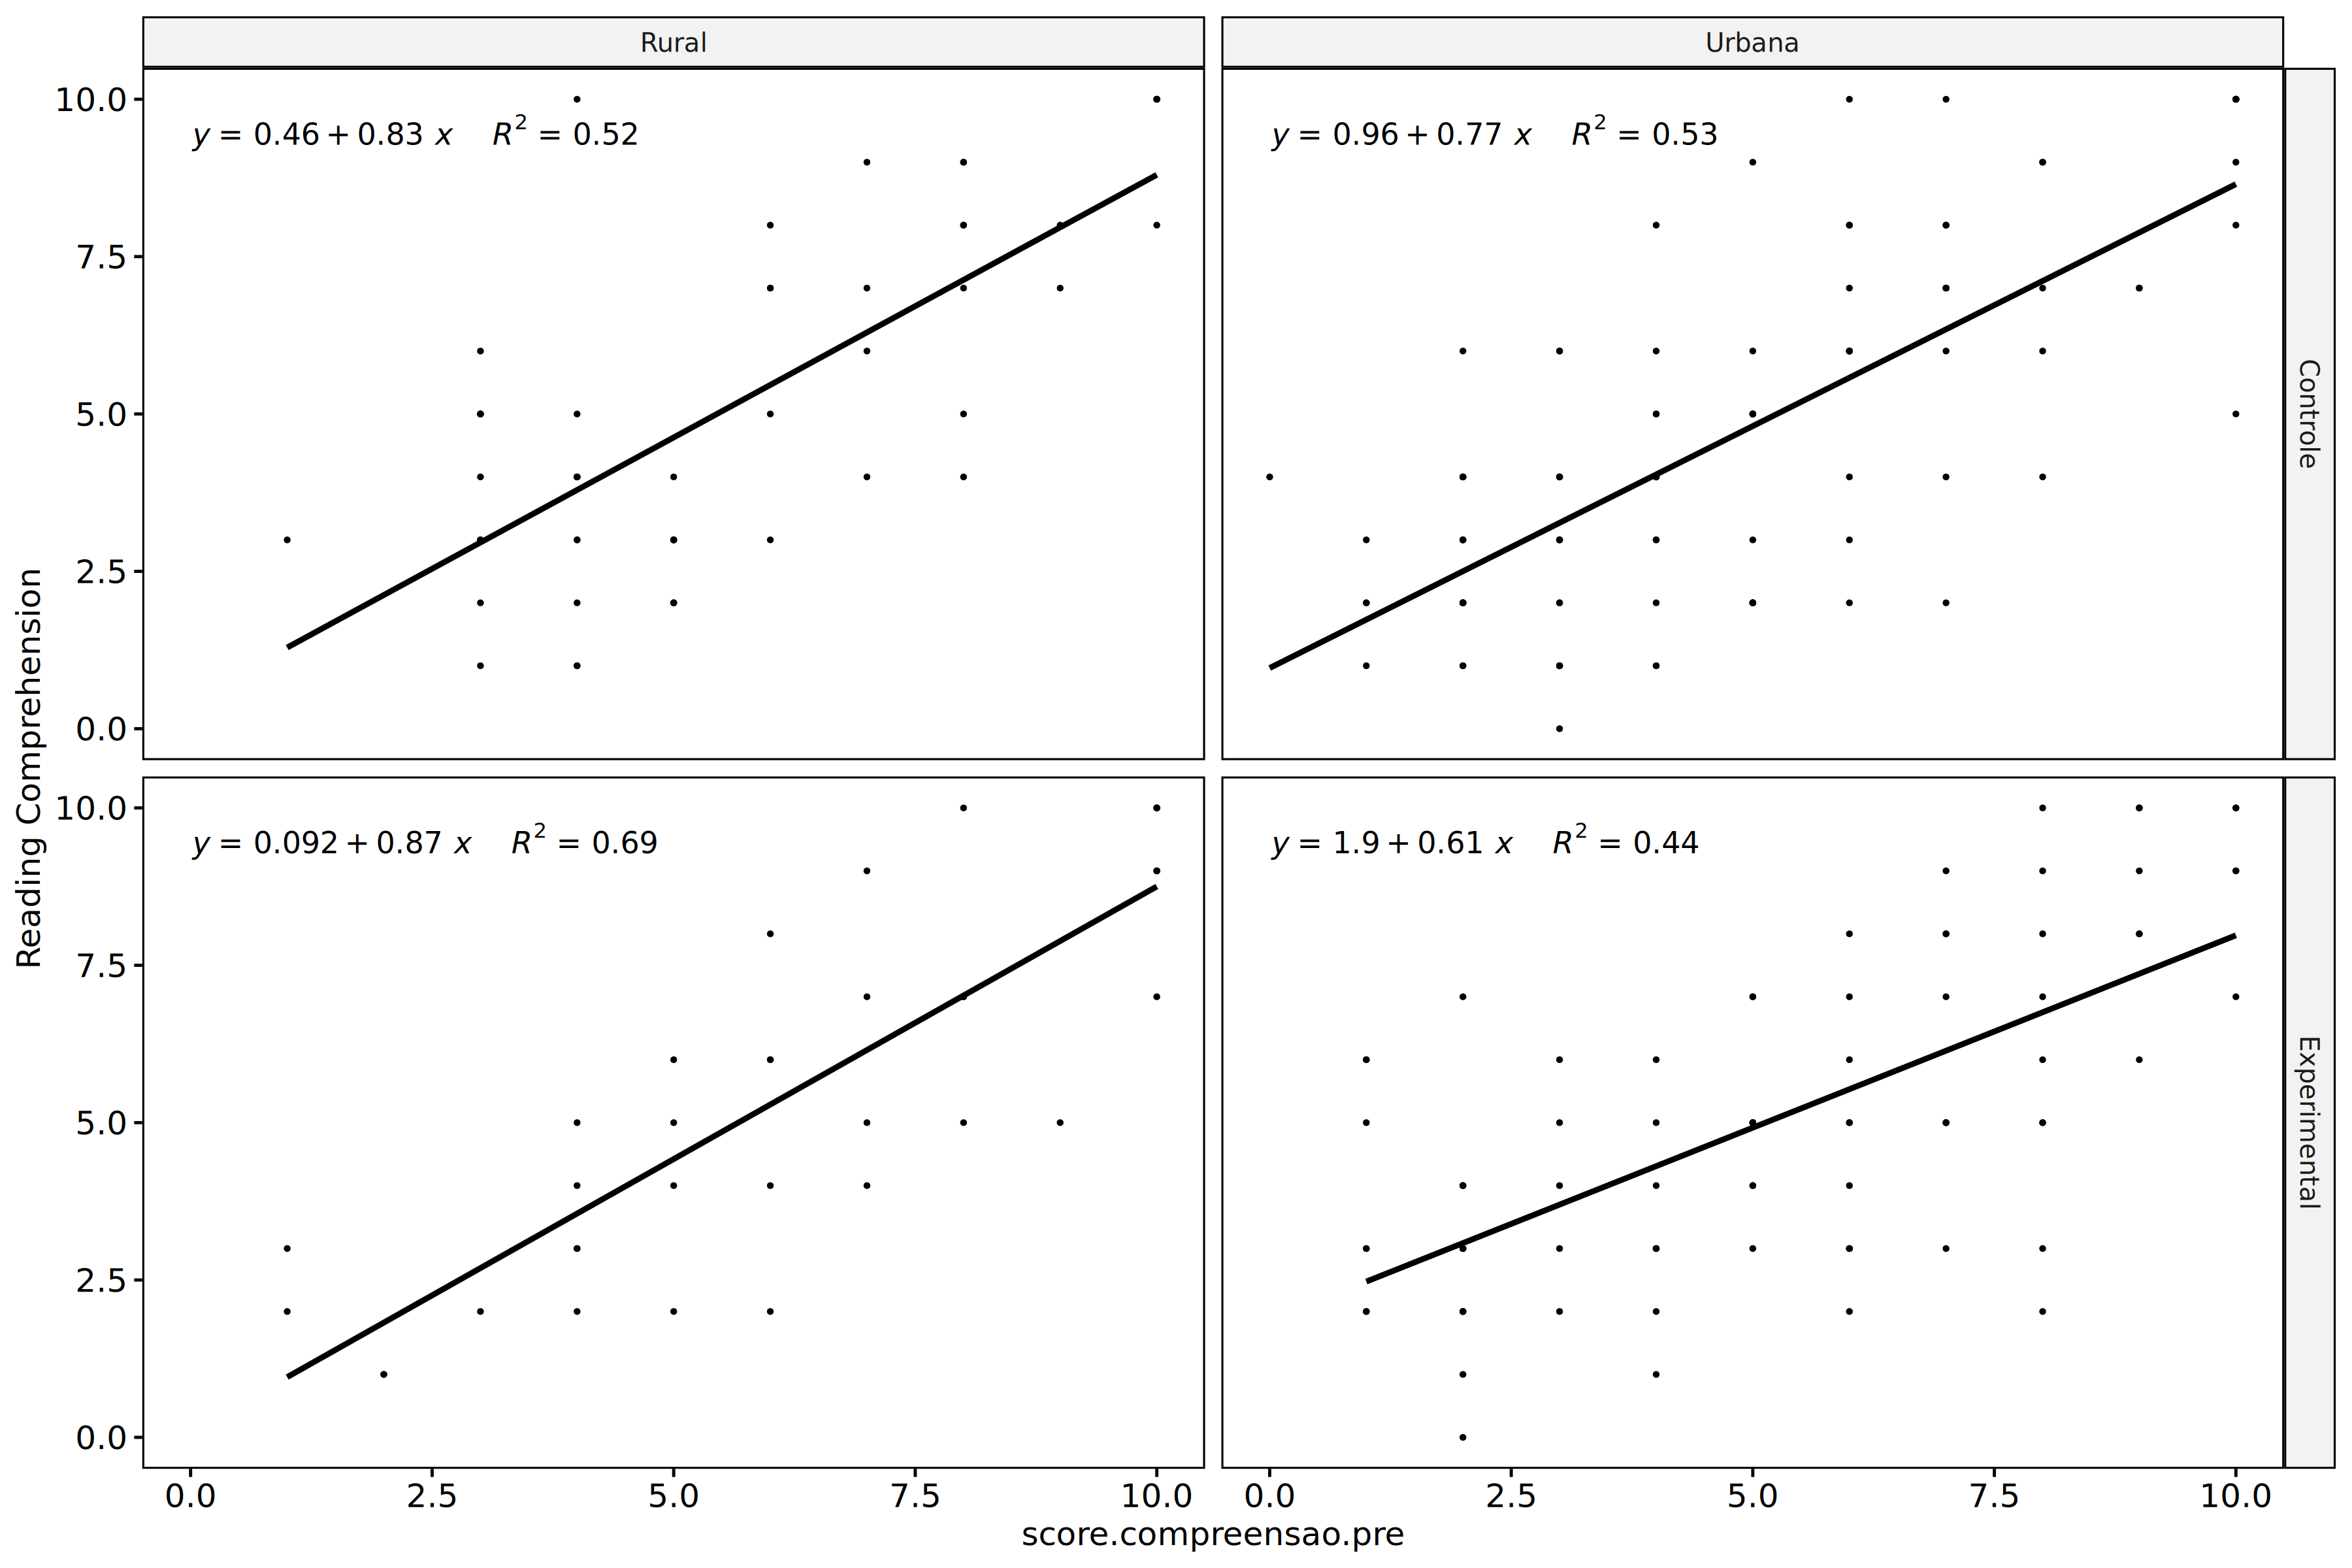 Rural
Urbana
10.0
7.5
5.0
2.5
0.0
y = 0.46 + 0.83 x R² = 0.52
y = 0.96 + 0.77 x R² = 0.53
Controle
Reading Comprehension
10.0
7.5
5.0
2.5
0.0
y = 0.092 + 0.87 x R² = 0.69
y = 1.9 + 0.61 x R² = 0.44
Experimental
0.0 2.5 5.0 7.5 10.0
0.0 2.5 5.0 7.5 10.0
score.compreensao.pre